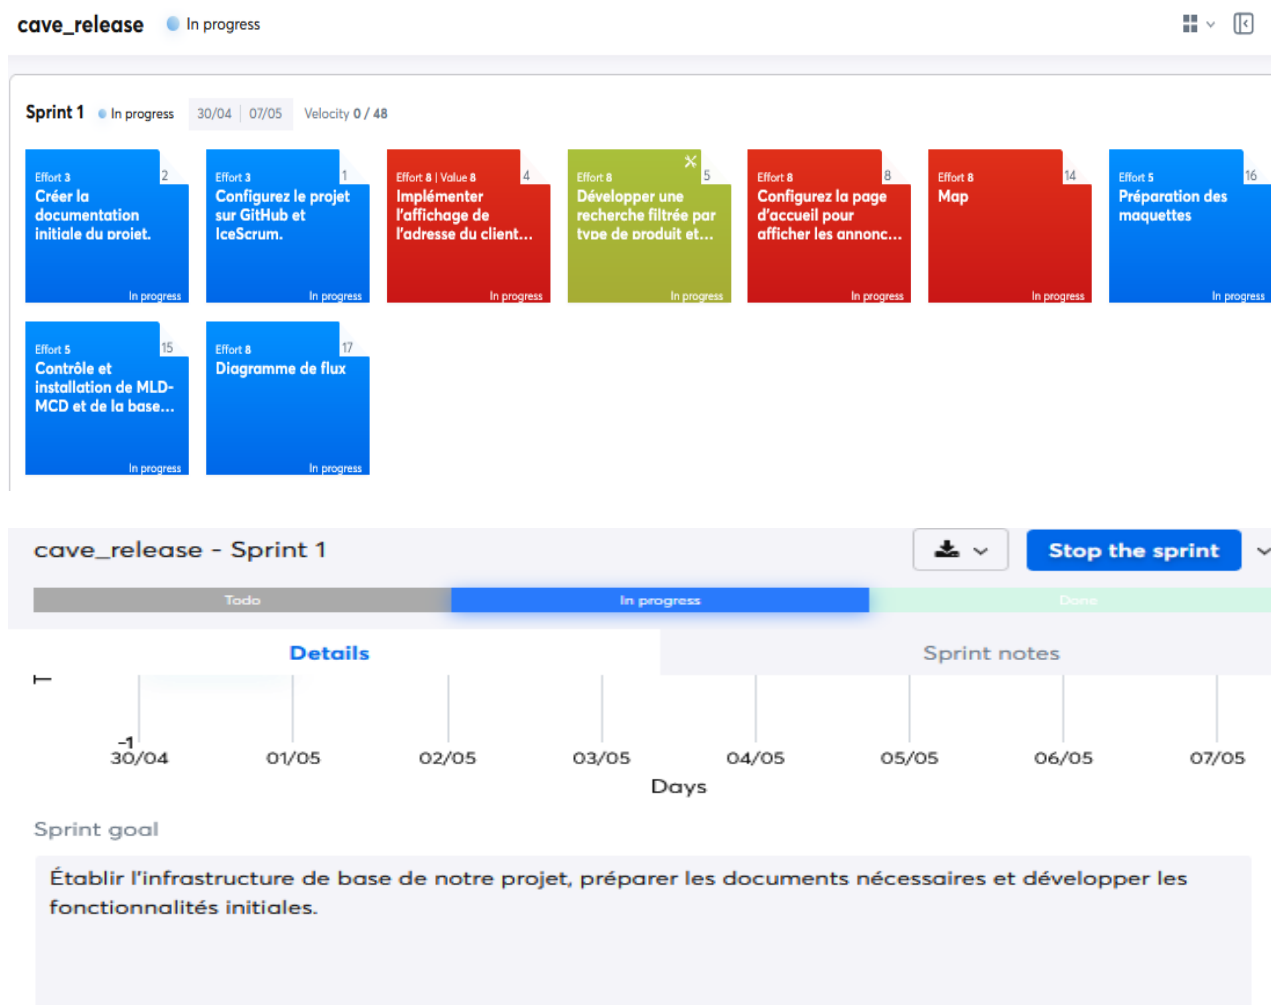 cave_release In progress
Sprint 1 In progress 30/04 07/05 Velocity 0 / 48
Effort 3 2
Créer la
documentation
initiale du projet.
In progress
Effort 3 1
Configurez le projet
sur GitHub et
IceScrum.
In progress
Effort 8 | Value 8 4
Implémenter
l'affichage de
l'adresse du client...
In progress
Effort 8 5
Développer une
recherche filtrée par
type de produit et...
In progress
Effort 8 8
Configurez la page
d'accueil pour
afficher les annonc...
In progress
Effort 8 14
Map
In progress
Effort 5 16
Préparation des
maquettes
In progress
Effort 5 15
Contrôle et
installation de MLD-
MCD et de la base...
In progress
Effort 8 17
Diagramme de flux
In progress
cave_release - Sprint 1 Stop the sprint
Todo In progress Done
Details Sprint notes
-1
30/04 01/05 02/05 03/05 04/05 05/05 06/05 07/05
Days
Sprint goal
Établir l'infrastructure de base de notre projet, préparer les documents nécessaires et développer les
fonctionnalités initiales.